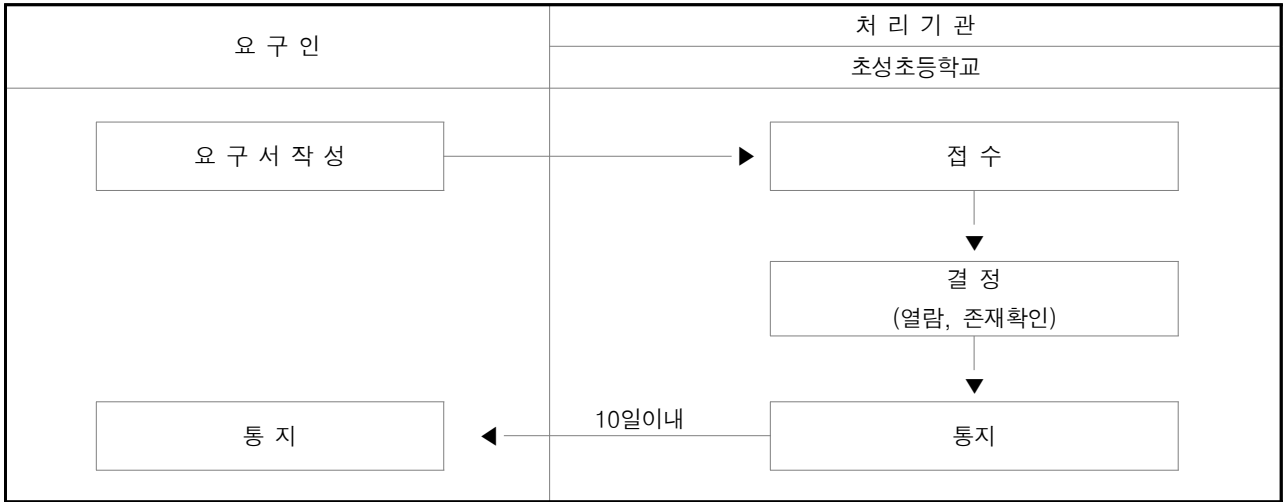 요 구 인
처 리 기 관
초성초등학교
요 구 서 작 성
접 수
결 정
(열람, 존재확인)
통 지
10일이내
통지